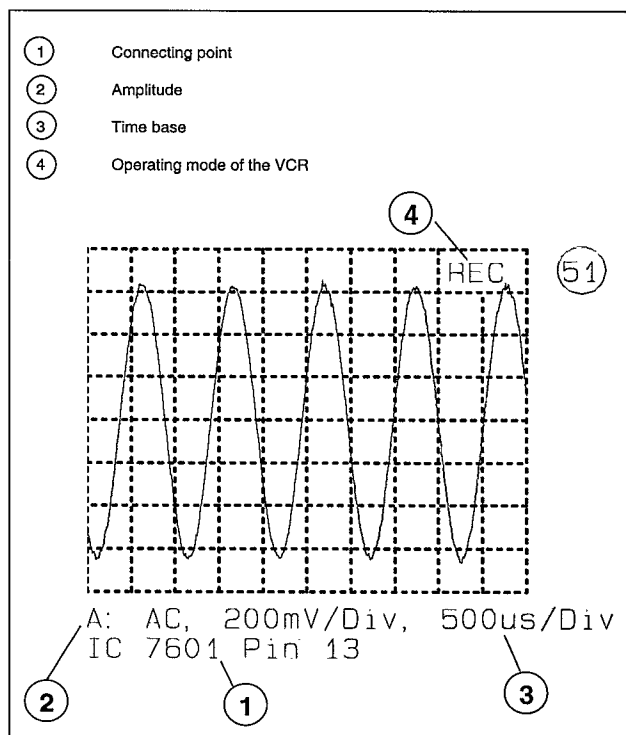 1 Connecting point
2 Amplitude
3 Time base
4 Operating mode of the VCR
4
REC 51
A: AC, 200mV/Div, 500us/Div
IC 7601 Pin 13
2 1 3